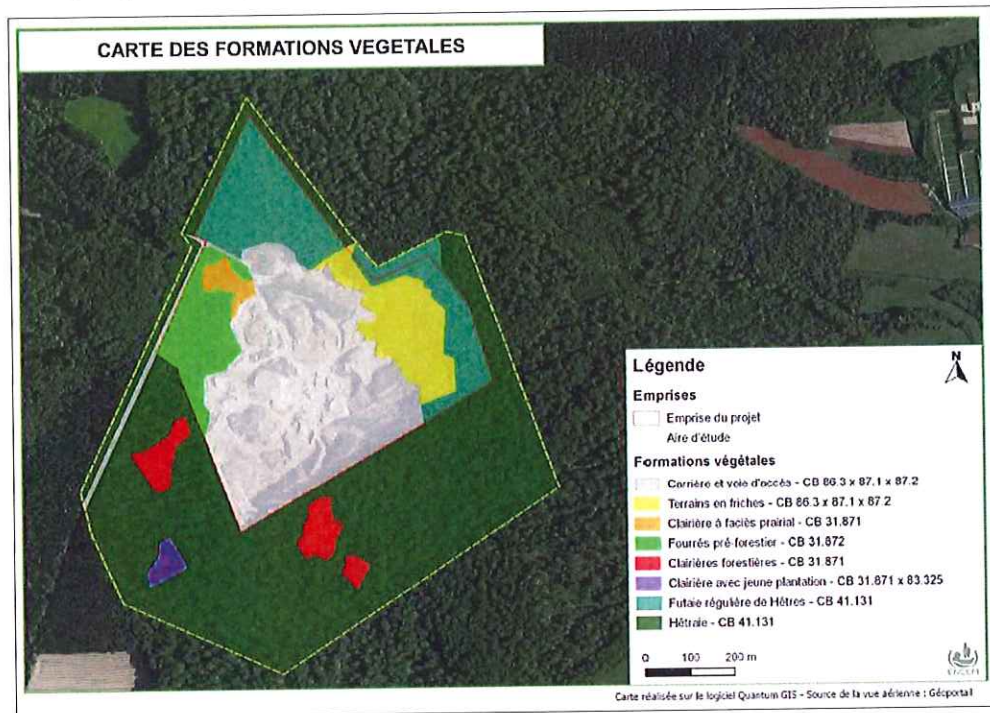 CARTE DES FORMATIONS VEGETALES
Légende
N
Emprises
Emprise du projet
Aire d'étude
Formations végétales
Carrière et voie d'accès - CB 86.3 x 87.1 x 87.2
Terrains en friches - CB 86.3 x 87.1 x 87.2
Clairière à faciès prairial - CB 31.871
Fourrés pré-forestier - CB 31.872
Clairières forestières - CB 31.871
Clairière avec jeune plantation - CB 31.871 x 83.325
Futaie régulière de Hêtres - CB 41.131
Hêtraie - CB 41.131
0 100 200 m
Carte réalisée sur le logiciel Quantum GIS - Source de la vue aérienne : Géoportail